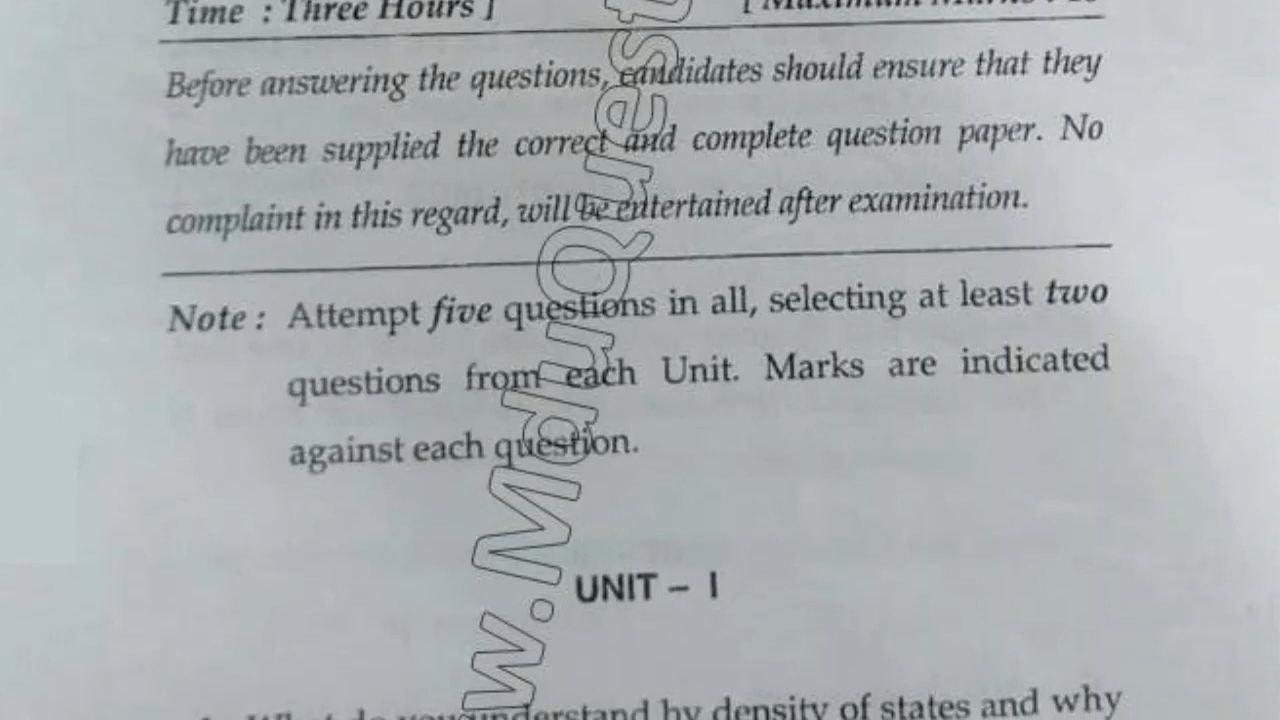 Time : Three Hours ] [ Maximum Marks :
Before answering the questions, candidates should ensure that they
have been supplied the correct and complete question paper. No
complaint in this regard, will be entertained after examination.
Note : Attempt five questions in all, selecting at least two
questions from each Unit. Marks are indicated
against each question.
UNIT – I
What do you understand by density of states and why
w.MduQuest